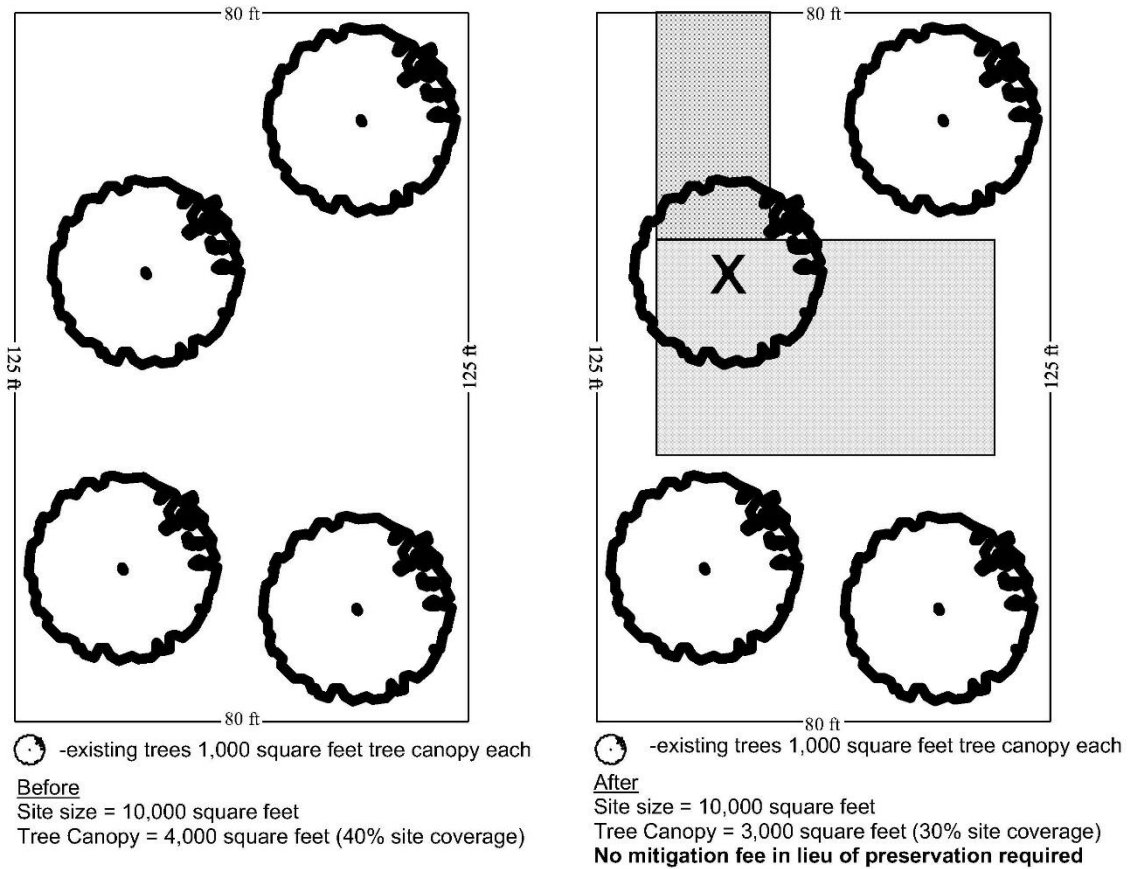 80 ft
125 ft
125 ft
80 ft
-existing trees 1,000 square feet tree canopy each
Before
Site size = 10,000 square feet
Tree Canopy = 4,000 square feet (40% site coverage)
80 ft
X
125 ft
125 ft
80 ft
-existing trees 1,000 square feet tree canopy each
After
Site size = 10,000 square feet
Tree Canopy = 3,000 square feet (30% site coverage)
No mitigation fee in lieu of preservation required